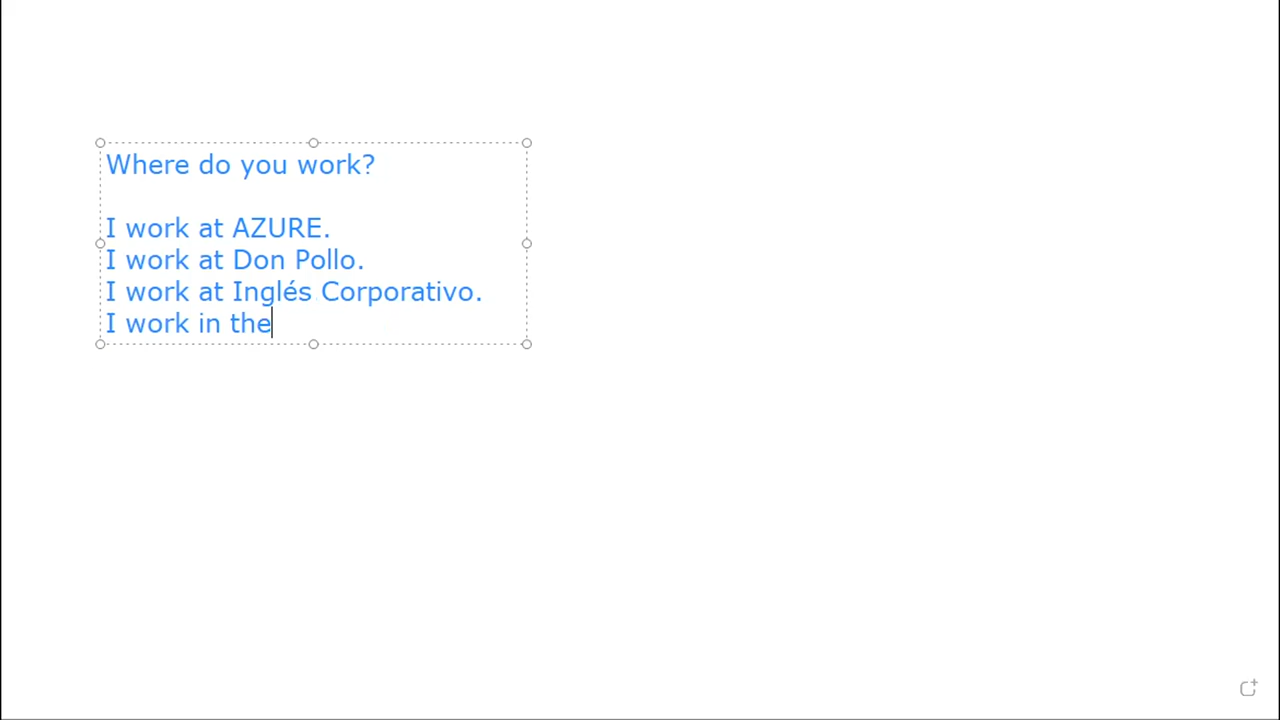 Where do you work?
I work at AZURE.
I work at Don Pollo.
I work at Inglés Corporativo.
I work in the